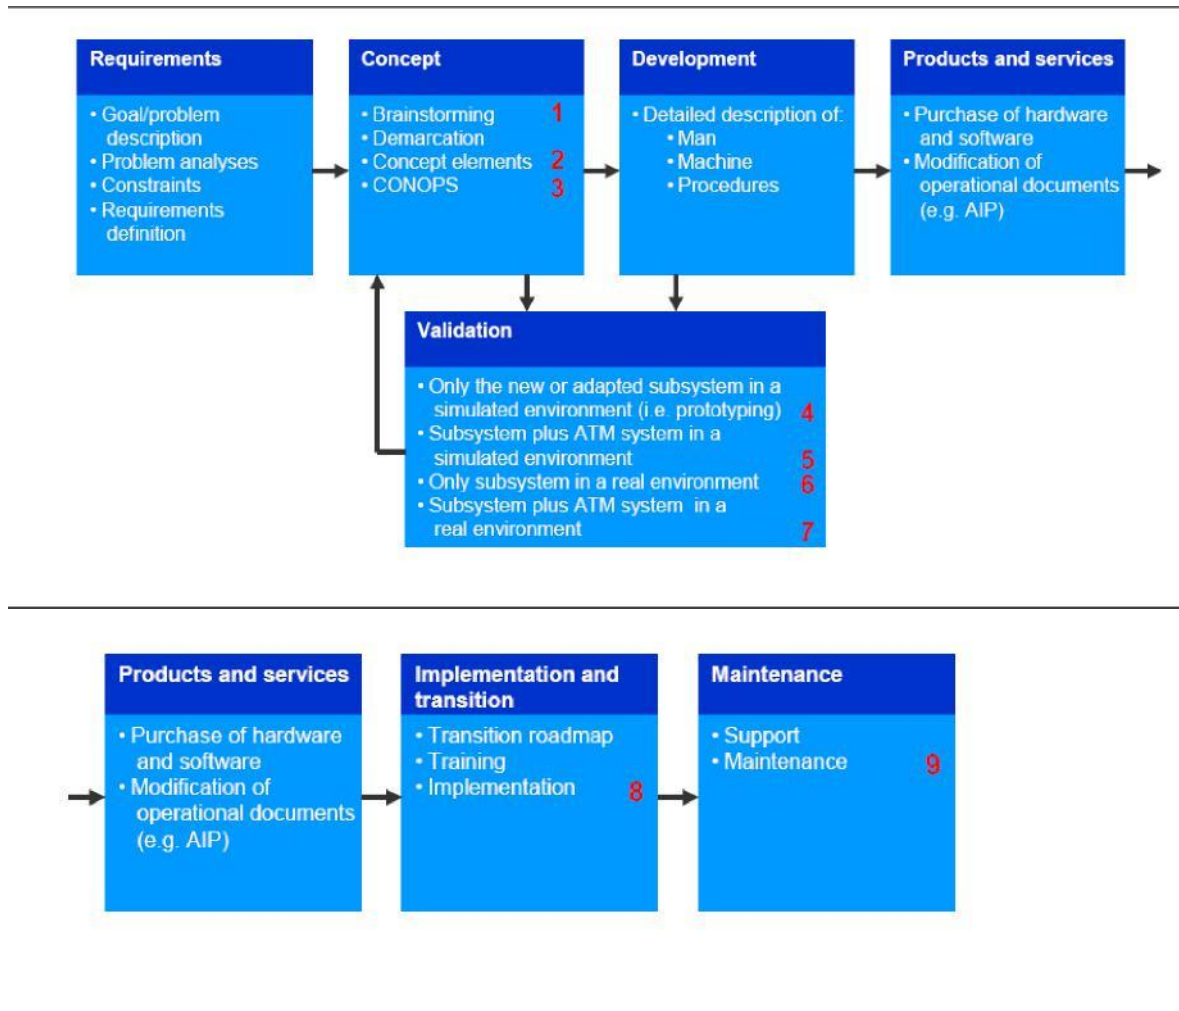 Requirements
• Goal/problem
description
• Problem analyses
• Constraints
• Requirements
definition
Concept
• Brainstorming 1
• Demarcation
• Concept elements 2
• CONOPS 3
Development
• Detailed description of:
• Man
• Machine
• Procedures
Products and services
• Purchase of hardware
and software
• Modification of
operational documents
(e.g. AIP)
Validation
• Only the new or adapted subsystem in a
simulated environment (i.e. prototyping) 4
• Subsystem plus ATM system in a
simulated environment 5
• Only subsystem in a real environment 6
• Subsystem plus ATM system in a
real environment 7
Products and services
• Purchase of hardware
and software
• Modification of
operational documents
(e.g. AIP)
Implementation and
transition
• Transition roadmap
• Training
• Implementation 8
Maintenance
• Support
• Maintenance 9